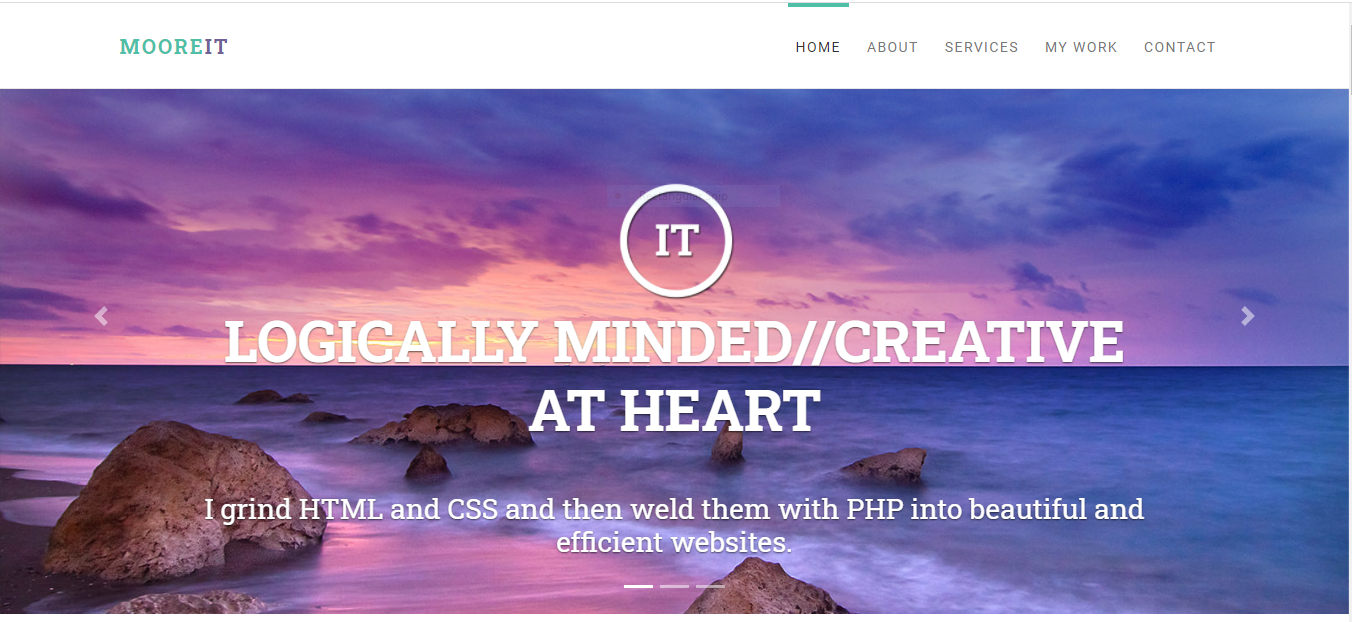 MOOREIT
HOME ABOUT SERVICES MY WORK CONTACT
IT
LOGICALLY MINDED//CREATIVE
AT HEART
I grind HTML and CSS and then weld them with PHP into beautiful and
efficient websites.